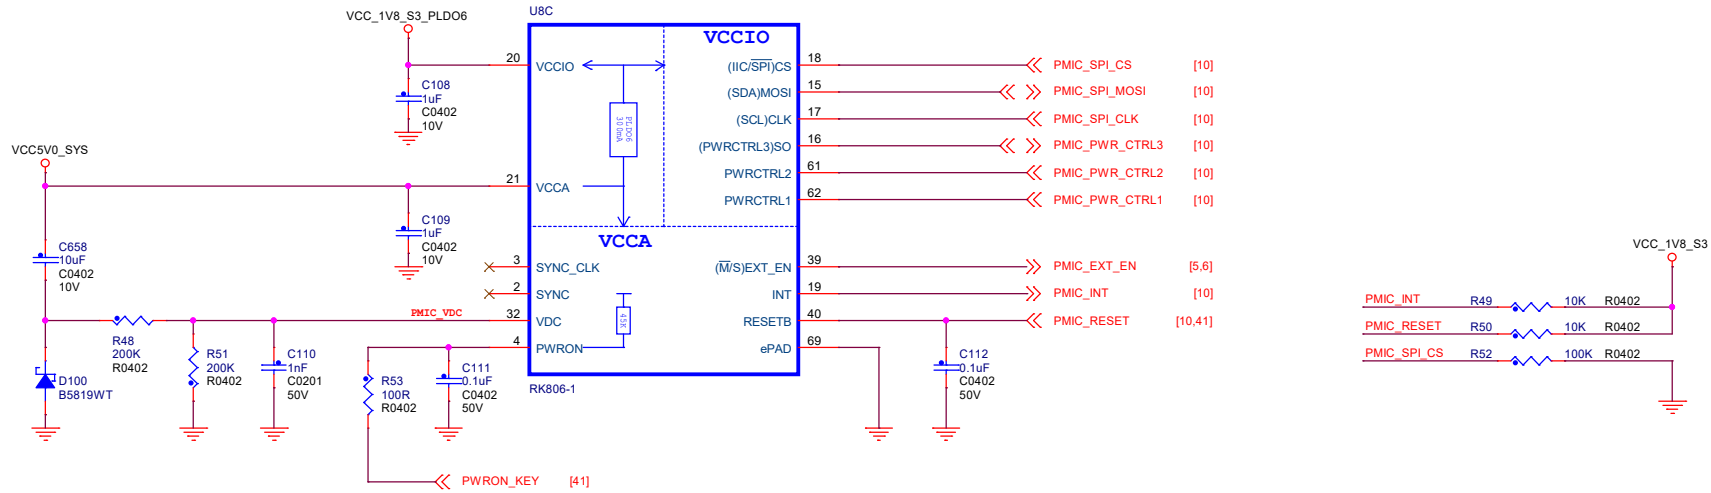 VCC_1V8_S3_PLDO6
U8C
VCCIO
20
VCCIO
C108
1uF
C0402
10V
PLDO6
300mA
VCC5V0_SYS
21
VCCA
C109
1uF
C0402
10V
VCCA
C658
10uF
C0402
10V
3
SYNC_CLK
2
SYNC
PMIC_VDC
32
VDC
45K
4
PWRON
R48
200K
R0402
R51
200K
R0402
C110
1nF
C0201
50V
D100
B5819WT
R53
100R
R0402
C111
0.1uF
C0402
50V
RK806-1
PWRON_KEY [41]
(IIC/SPI)CS 18 PMIC_SPI_CS [10]
(SDA)MOSI 15 PMIC_SPI_MOSI [10]
(SCL)CLK 17 PMIC_SPI_CLK [10]
(PWRCTRL3)SO 16 PMIC_PWR_CTRL3 [10]
PWRCTRL2 61 PMIC_PWR_CTRL2 [10]
PWRCTRL1 62 PMIC_PWR_CTRL1 [10]
(M/S)EXT_EN 39 PMIC_EXT_EN [5,6]
INT 19 PMIC_INT [10]
RESETB 40 PMIC_RESET [10,41]
ePAD 69
C112
0.1uF
C0402
50V
VCC_1V8_S3
PMIC_INT R49 10K R0402
PMIC_RESET R50 10K R0402
PMIC_SPI_CS R52 100K R0402